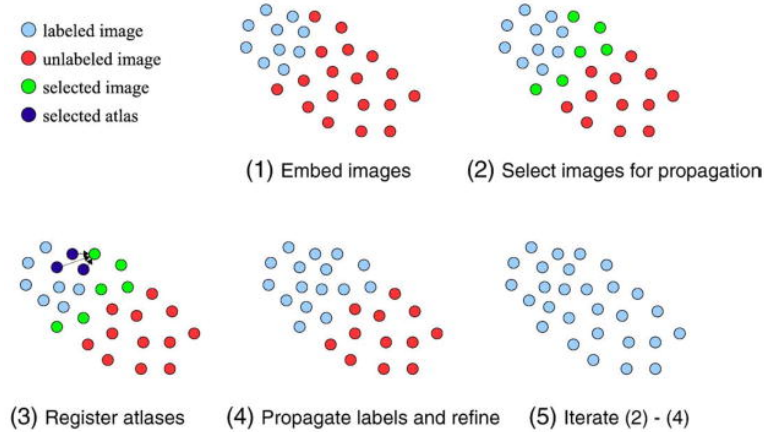 labeled image
unlabeled image
selected image
selected atlas
(1) Embed images
(2) Select images for propagation
(3) Register atlases
(4) Propagate labels and refine
(5) Iterate (2) - (4)